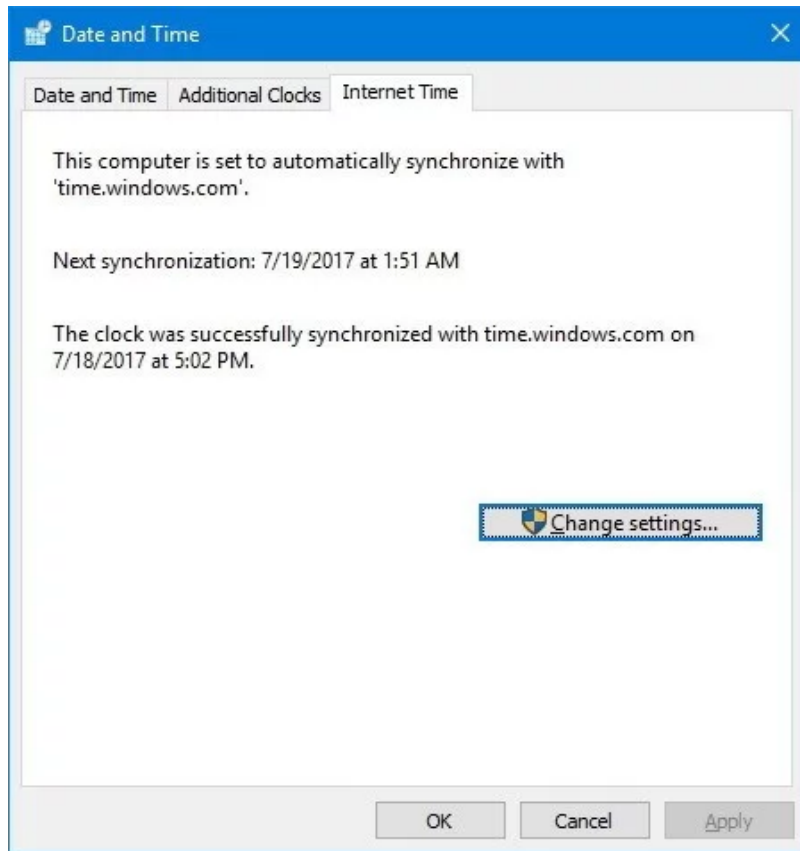 Date and Time
Date and Time Additional Clocks Internet Time
This computer is set to automatically synchronize with
'time.windows.com'.
Next synchronization: 7/19/2017 at 1:51 AM
The clock was successfully synchronized with time.windows.com on
7/18/2017 at 5:02 PM.
Change settings...
OK Cancel Apply